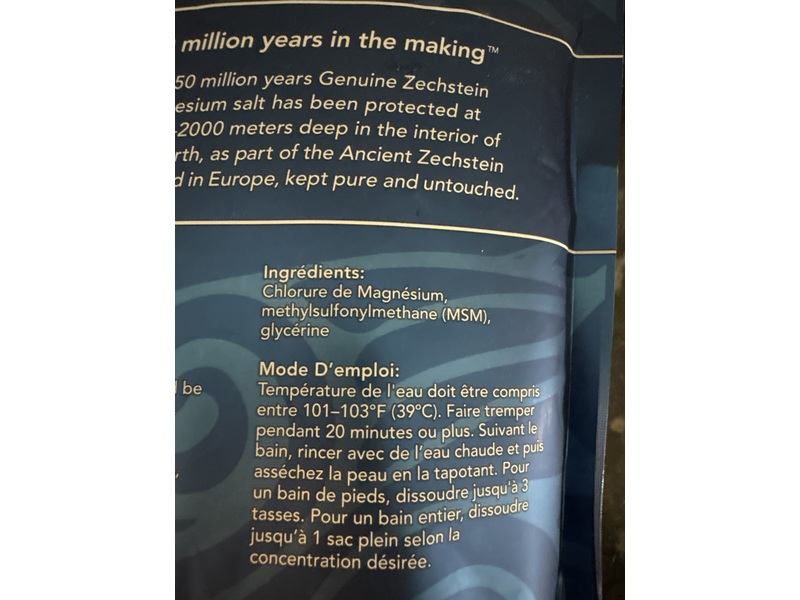 million years in the making™
50 million years Genuine Zechstein
esium salt has been protected at
-2000 meters deep in the interior of
rth, as part of the Ancient Zechstein
d in Europe, kept pure and untouched.
Ingrédients:
Chlorure de Magnésium,
methylsulfonylmethane (MSM),
glycérine
be
Mode D'emploi:
Température de l'eau doit être compris
entre 101–103°F (39°C). Faire tremper
pendant 20 minutes ou plus. Suivant le
bain, rincer avec de l'eau chaude et puis
asséchez la peau en la tapotant. Pour
un bain de pieds, dissoudre jusqu'à 3
tasses. Pour un bain entier, dissoudre
jusqu'à 1 sac plein selon la
concentration désirée.